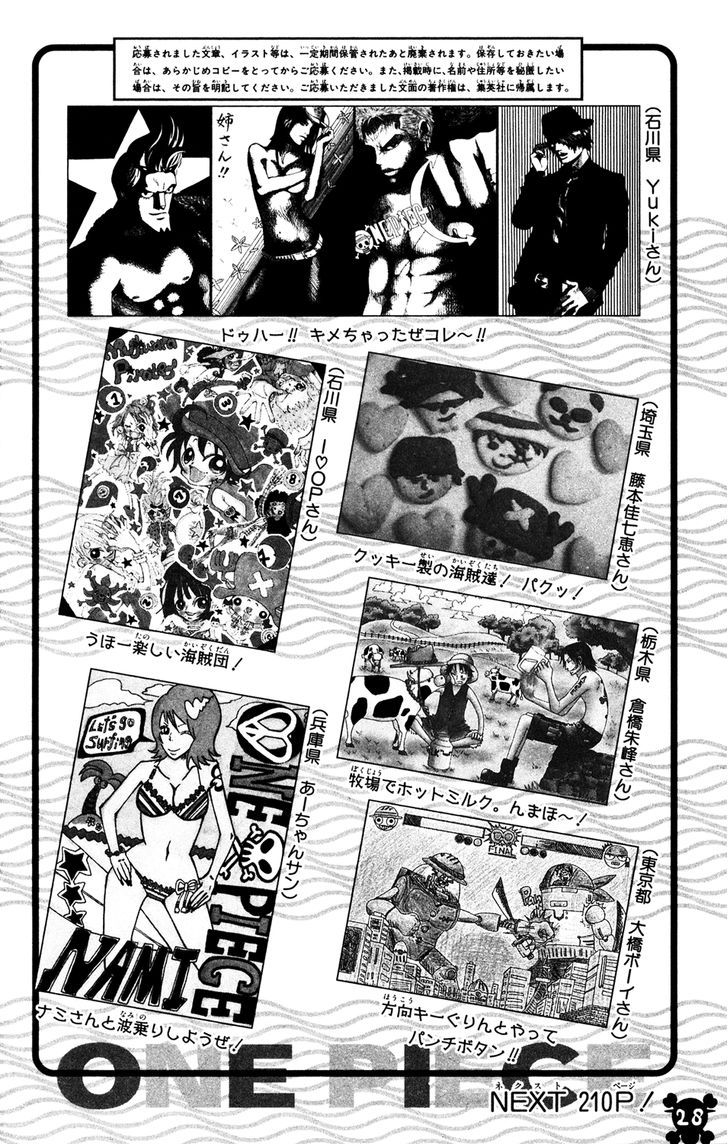 応募されました文章、イラスト等は、一定期間保管されたあと廃棄されます。保存しておきたい場
合は、あらかじめコピーをとってからご応募ください。また、掲載時に、名前や住所等を秘匿したい
場合は、その旨を明記してください。ご応募いただきました文面の著作権は、集英社に帰属します。
(石川県 Yukiさん)
姉さん!!
ONE PIECE
ドゥハー!! キメちゃったぜコレ〜!!
(石川県 I♡OPさん)
うほー楽しい海賊団!
(埼玉県 藤本佳七恵さん)
クッキー製の海賊達! パクッ!
(栃木県 倉橋朱峰さん)
牧場でホットミルク。んまほ〜!
(兵庫県 あーちゃんサン)
Let's go
Surfing
ONE PIECE
NAMI
ナミさんと波乗りしようぜ!
(東京都 大橋ボーイさん)
FINAL
方向キーぐりんとやって
パンチボタン!!
ONE PIECE
NEXT 210P!
28